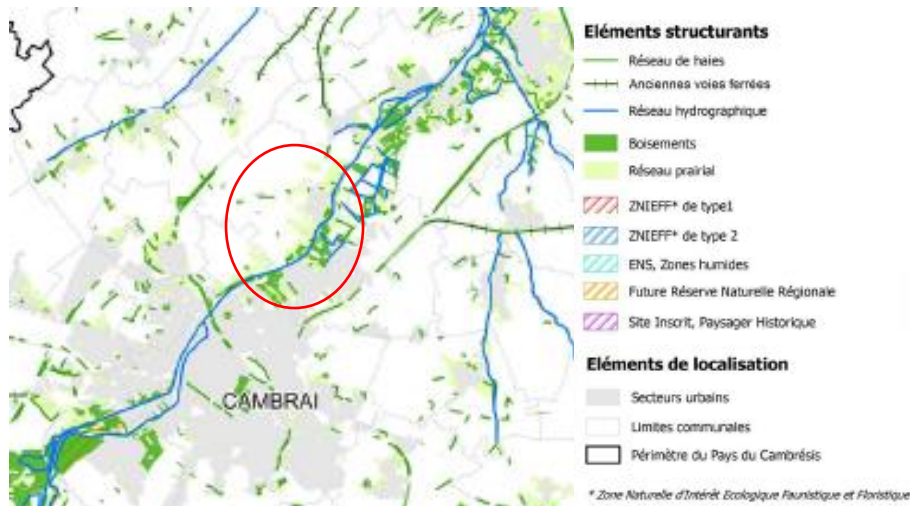 CAMBRAI
Eléments structurants
Réseau de haies
Anciennes voies ferrées
Réseau hydrographique
Boisements
Réseau prairial
ZNIEFF* de type1
ZNIEFF* de type 2
ENS, Zones humides
Future Réserve Naturelle Régionale
Site Inscrit, Paysager Historique
Eléments de localisation
Secteurs urbains
Limites communales
Périmètre du Pays du Cambrésis
* Zone Naturelle d'Intérêt Ecologique Faunistique et Floristique